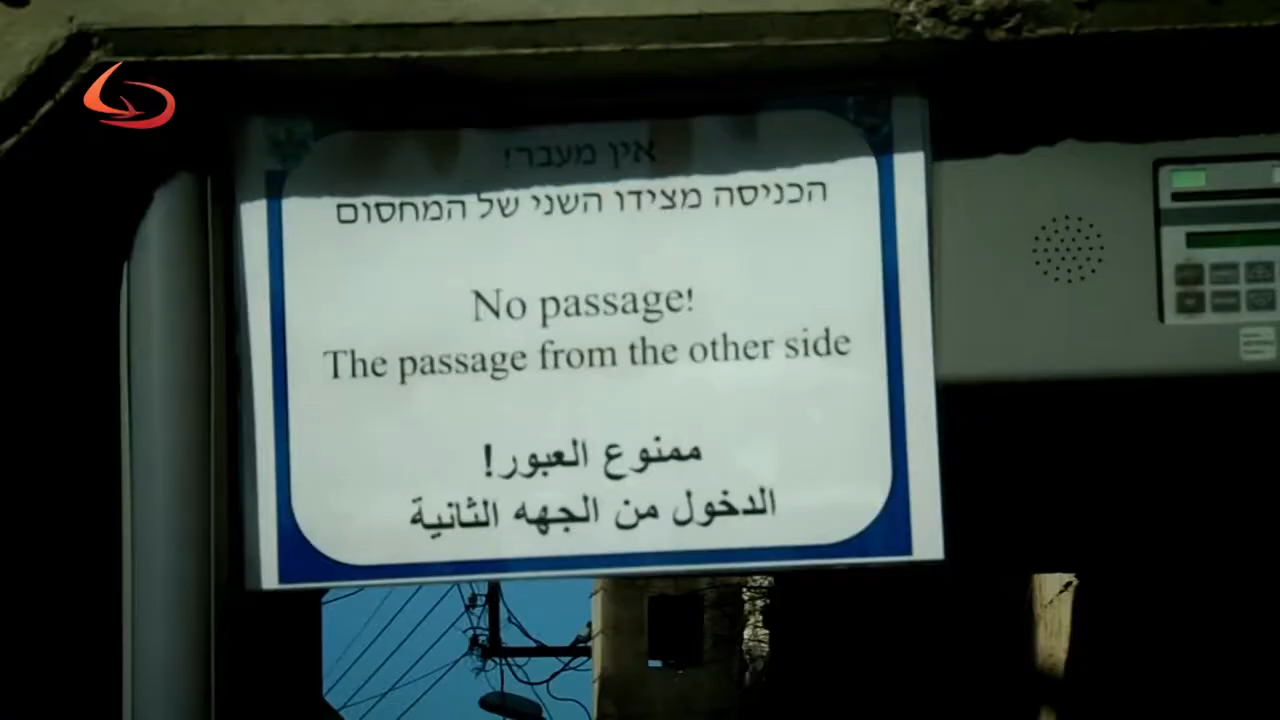 אין מעבר!
הכניסה מצידו השני של המחסום
No passage!
The passage from the other side
ممنوع العبور!
الدخول من الجهه الثانية